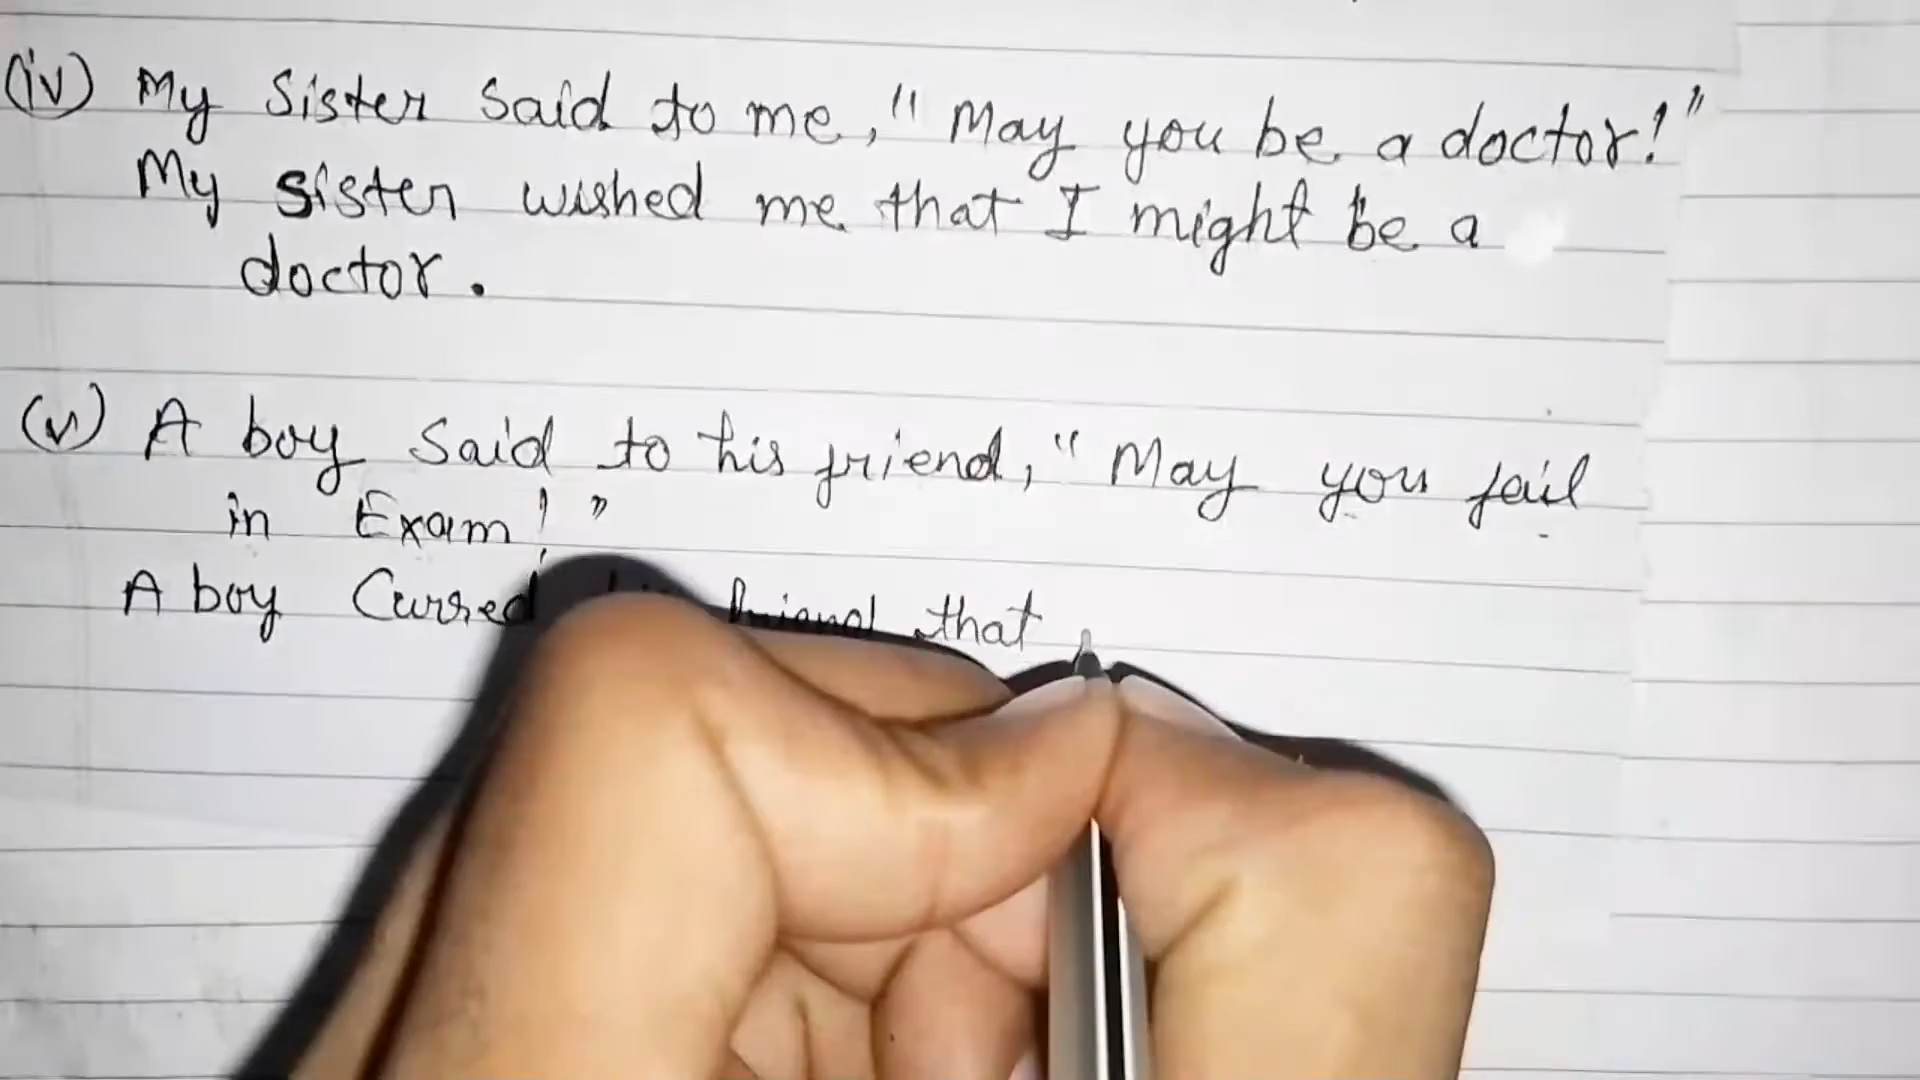 (iv) My Sister Said to me, " May you be a doctor! "
My sister wished me that I might be a
doctor.
(v) A boy Said to his friend, " May you fail
in Exam! "
A boy Cursed friend that